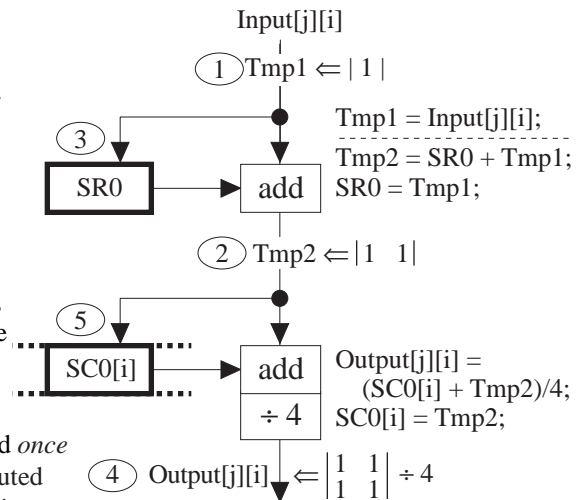 Input[j][i]
1 Tmp1 ⇐ | 1 |
Tmp1 = Input[j][i];
3
Tmp2 = SR0 + Tmp1;
SR0 add SR0 = Tmp1;
2 Tmp2 ⇐ |1 1|
5
SC0[i] add Output[j][i] =
(SC0[i] + Tmp2)/4;
÷ 4 SC0[i] = Tmp2;
once
4 Output[j][i] ⇐ |1 1| ÷ 4
|1 1|